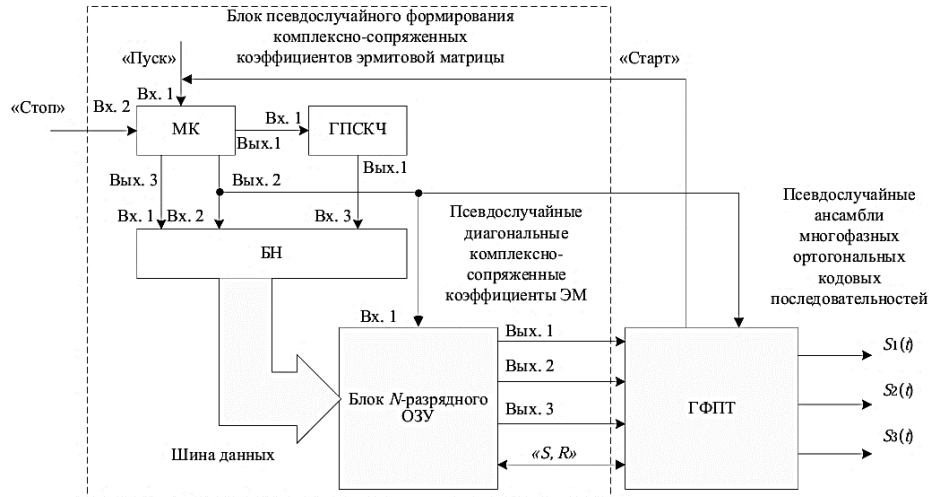 Блок псевдослучайного формирования
комплексно-сопряженных
коэффициентов эрмитовой матрицы
«Пуск»
«Старт»
«Стоп»
Вх. 2
Вх. 1
МК
Вх. 1
Вых.1
ГПСКЧ
Вых. 3
Вых. 2
Вых.1
Вх. 1
Вх. 2
Вх. 3
БН
Псевдослучайные
диагональные
комплексно-
сопряженные
коэффициенты ЭМ
Псевдослучайные
ансамбли
многофазных
ортогональных
кодовых
последовательностей
Вх. 1
Блок N-разрядного
ОЗУ
Вых. 1
Вых. 2
Вых. 3
«S, R»
ГФПТ
S1(t)
S2(t)
S3(t)
Шина данных